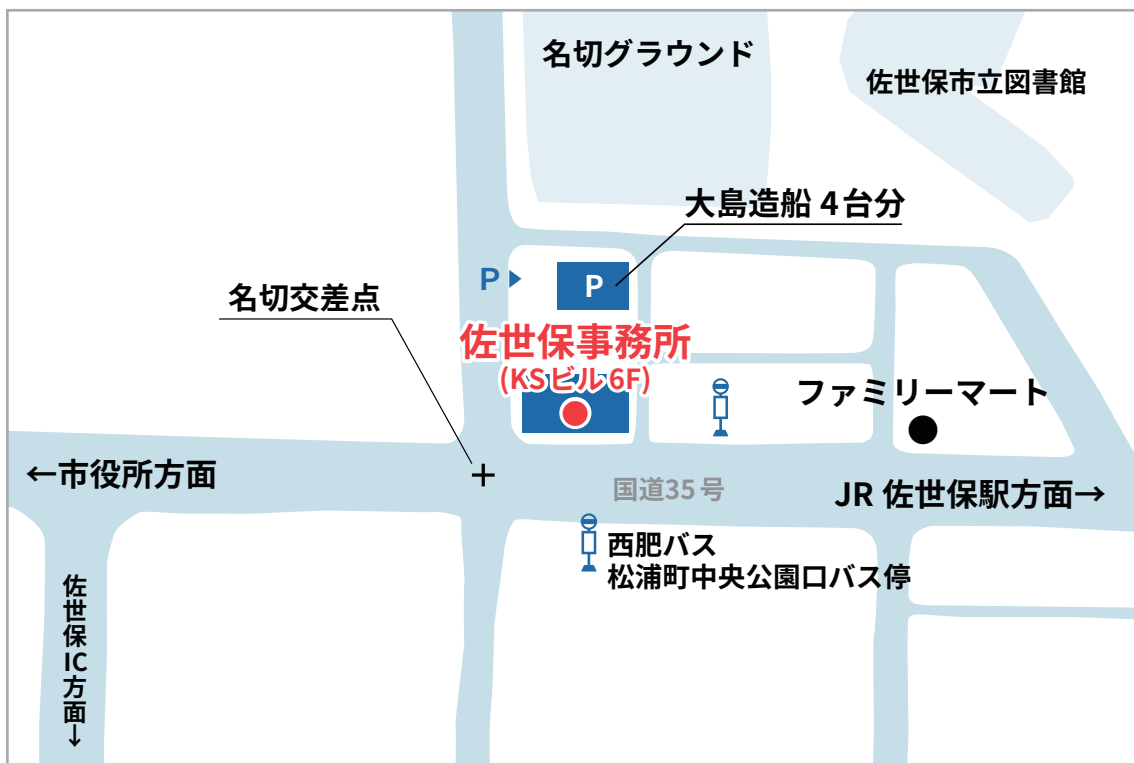 名切グラウンド
佐世保市立図書館
大島造船 4台分
P
P
名切交差点
佐世保事務所
(KSビル6F)
ファミリーマート
←市役所方面
国道35号
JR 佐世保駅方面→
西肥バス
松浦町中央公園口バス停
佐世保IC方面↓